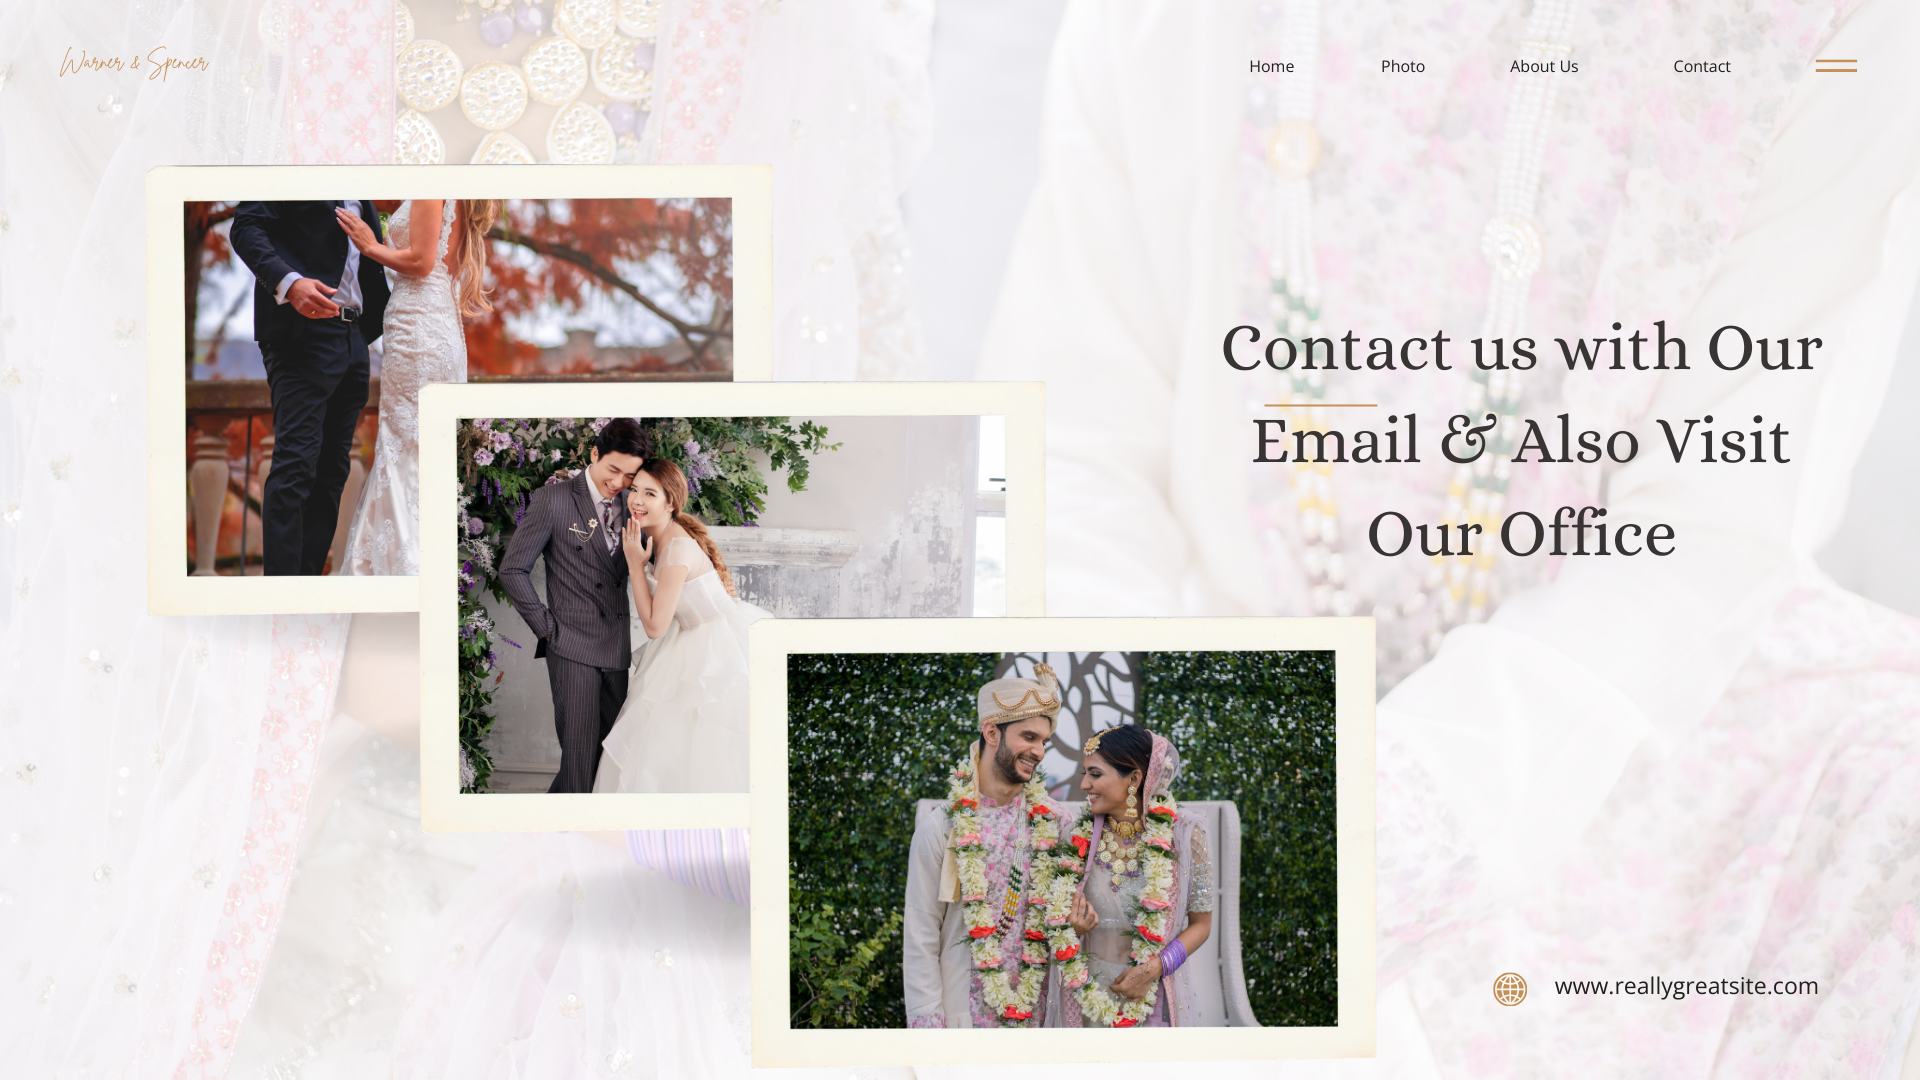 Warner & Spencer
Home Photo About Us Contact
Contact us with Our
Email & Also Visit
Our Office
www.reallygreatsite.com